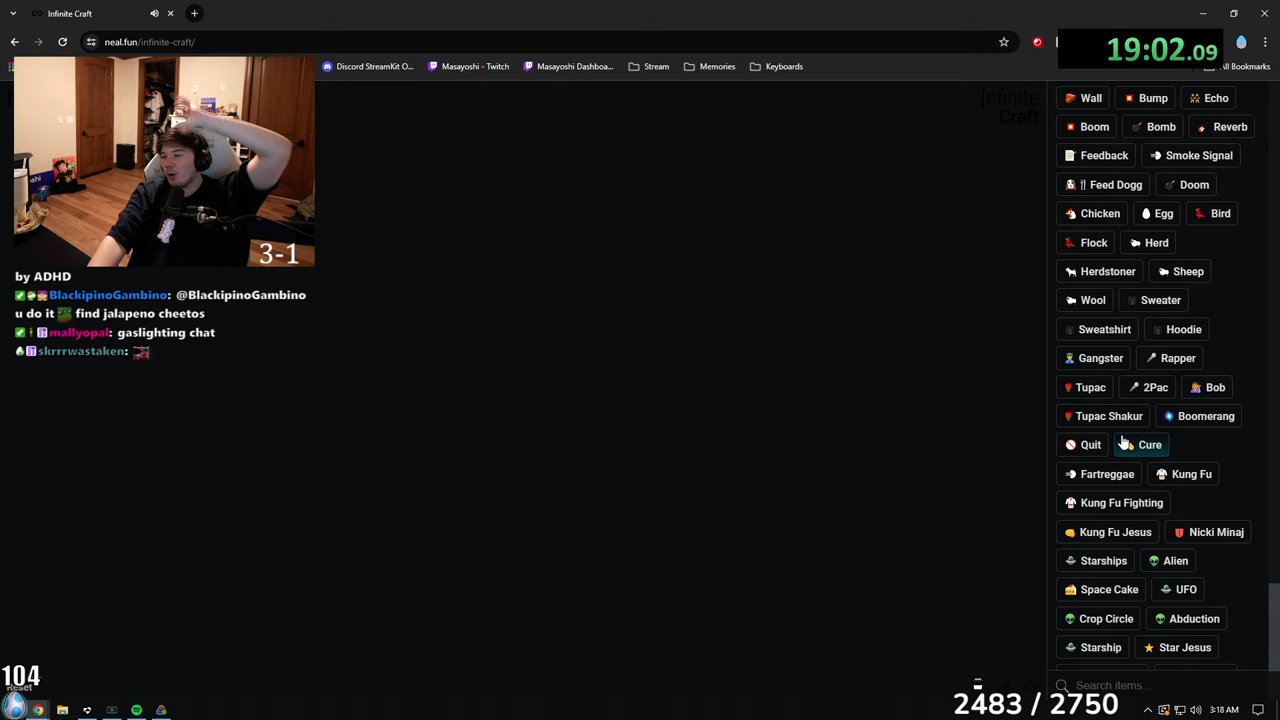 Infinite Craft
19:02.09
neal.fun/infinite-craft/
Discord StreamKit O...
Masayoshi - Twitch
Masayoshi Dashboa...
Stream
Memories
Keyboards
All Bookmarks
3-1
by ADHD
BlackipinoGambino: @BlackipinoGambino
u do it find jalapeno cheetos
mallyopal: gaslighting chat
skrrrwastaken:
Infinite
Craft
Wall Bump Echo
Boom Bomb Reverb
Feedback Smoke Signal
Feed Dogg Doom
Chicken Egg Bird
Flock Herd
Herdstoner Sheep
Wool Sweater
Sweatshirt Hoodie
Gangster Rapper
Tupac 2Pac Bob
Tupac Shakur Boomerang
Quit Cure
Fartreggae Kung Fu
Kung Fu Fighting
Kung Fu Jesus Nicki Minaj
Starships Alien
Space Cake UFO
Crop Circle Abduction
Starship Star Jesus
Search items...
104
Reset
2483 / 2750
3:18 AM